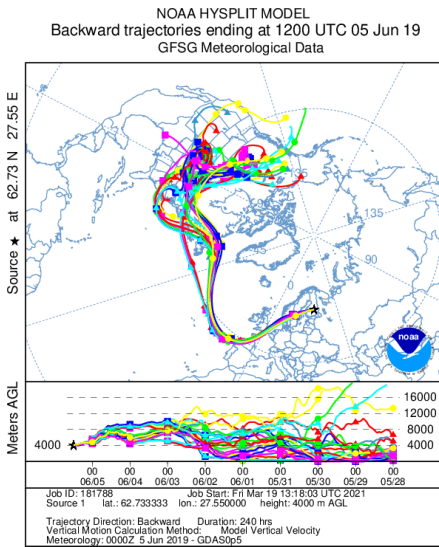 NOAA HYSPLIT MODEL
Backward trajectories ending at 1200 UTC 05 Jun 19
GFSG Meteorological Data
Source ★ at 62.73 N 27.55 E
135
90
0
noaa
Meters AGL
4000
16000
12000
8000
4000
00 00 00 00 00 00 00 00 00
06/05 06/04 06/03 06/02 06/01 05/31 05/30 05/29 05/28
Job ID: 181788 Job Start: Fri Mar 19 13:18:03 UTC 2021
Source 1 lat.: 62.733333 lon.: 27.550000 height: 4000 m AGL
Trajectory Direction: Backward Duration: 240 hrs
Vertical Motion Calculation Method: Model Vertical Velocity
Meteorology: 0000Z 5 Jun 2019 - GDAS0p5